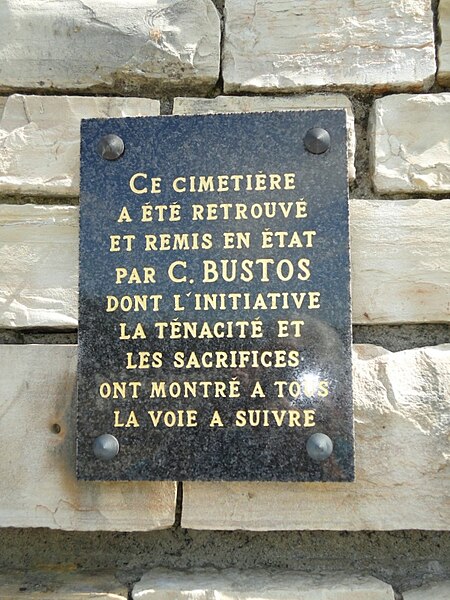 CE CIMETIÈRE
A ÉTÉ RETROUVÉ
ET REMIS EN ÉTAT
PAR C. BUSTOS
DONT L'INITIATIVE
LA TÉNACITÉ ET
LES SACRIFICES
ONT MONTRÉ A TOUS
LA VOIE A SUIVRE